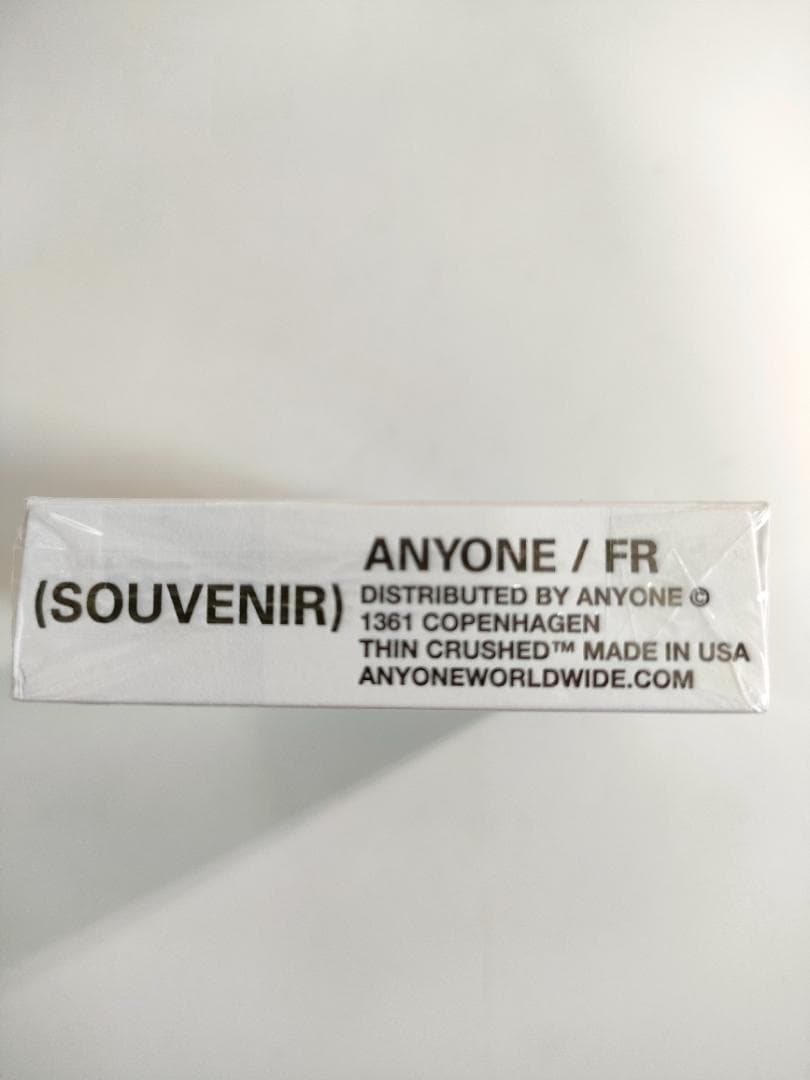 (SOUVENIR)
ANYONE / FR
DISTRIBUTED BY ANYONE ©
1361 COPENHAGEN
THIN CRUSHED™ MADE IN USA
ANYONEWORLDWIDE.COM